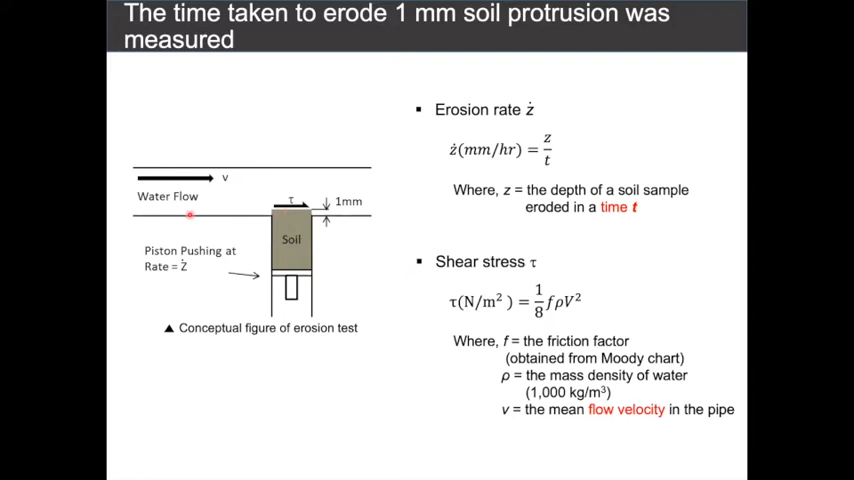 The time taken to erode 1 mm soil protrusion was
measured
v
Water Flow
τ
1mm
Soil
Piston Pushing at
Rate = Ż
▲ Conceptual figure of erosion test
▪ Erosion rate ż
ż(mm/hr) = z/t
Where, z = the depth of a soil sample
eroded in a time t
▪ Shear stress τ
τ(N/m²) = 1/8 fρV²
Where, f = the friction factor
(obtained from Moody chart)
ρ = the mass density of water
(1,000 kg/m³)
v = the mean flow velocity in the pipe